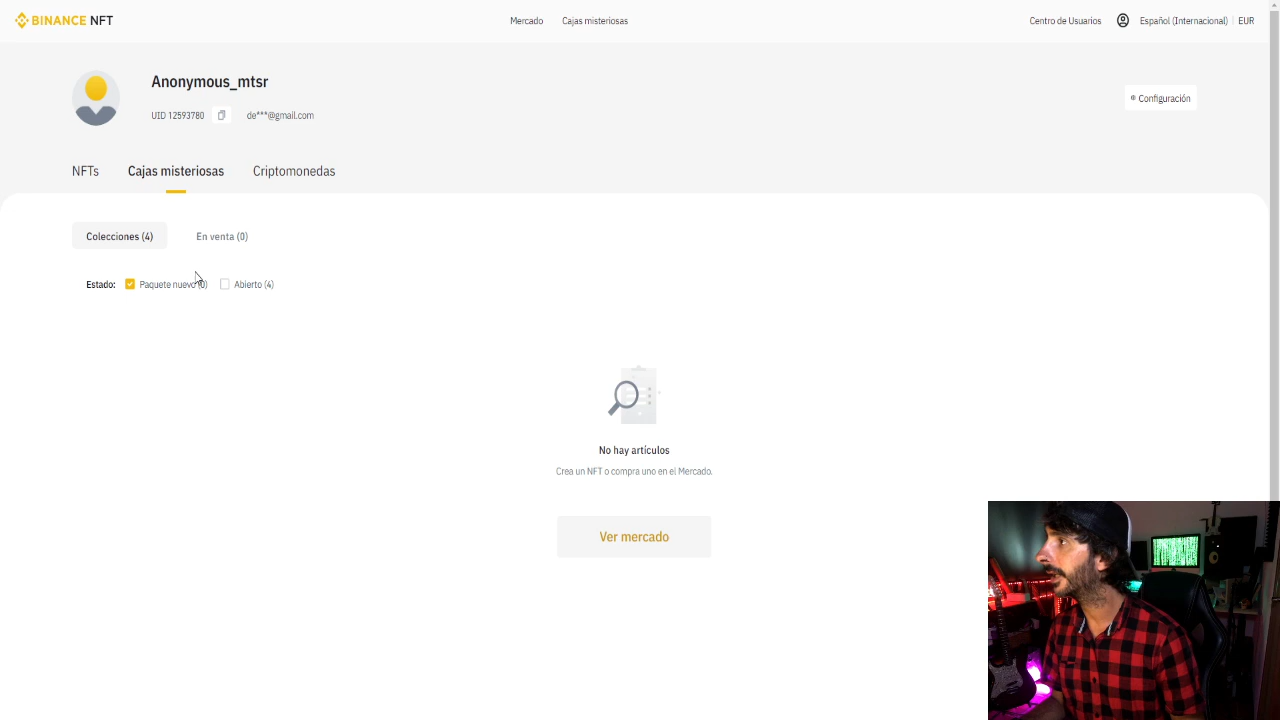 BINANCE NFT
Mercado
Cajas misteriosas
Centro de Usuarios
Español (Internacional)
EUR
Anonymous_mtsr
UID 12593780
de***@gmail.com
Configuración
NFTs
Cajas misteriosas
Criptomonedas
Colecciones (4)
En venta (0)
Estado:
Paquete nuevo (0)
Abierto (4)
No hay artículos
Crea un NFT o compra uno en el Mercado.
Ver mercado